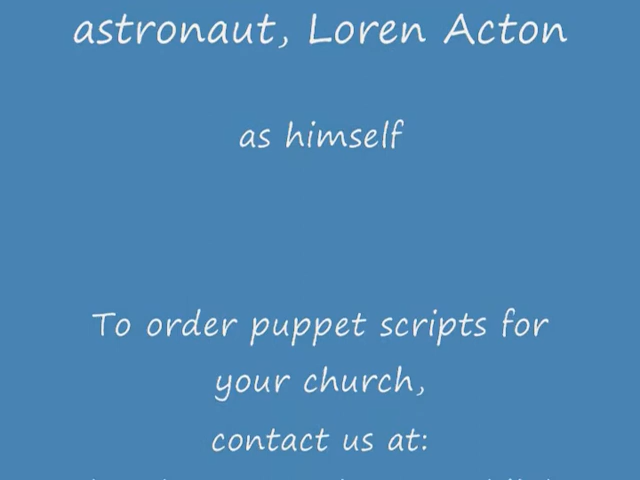 astronaut, Loren Acton
as himself
To order puppet scripts for
your church,
contact us at: